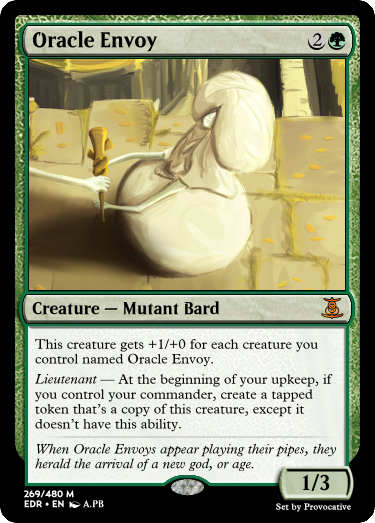 Oracle Envoy 2
Creature — Mutant Bard
This creature gets +1/+0 for each creature you
control named Oracle Envoy.
Lieutenant — At the beginning of your upkeep, if
you control your commander, create a tapped
token that's a copy of this creature, except it
doesn't have this ability.
When Oracle Envoys appear playing their pipes, they
herald the arrival of a new god, or age.
1/3
269/480 M
EDR • EN A.PB
Set by Provocative